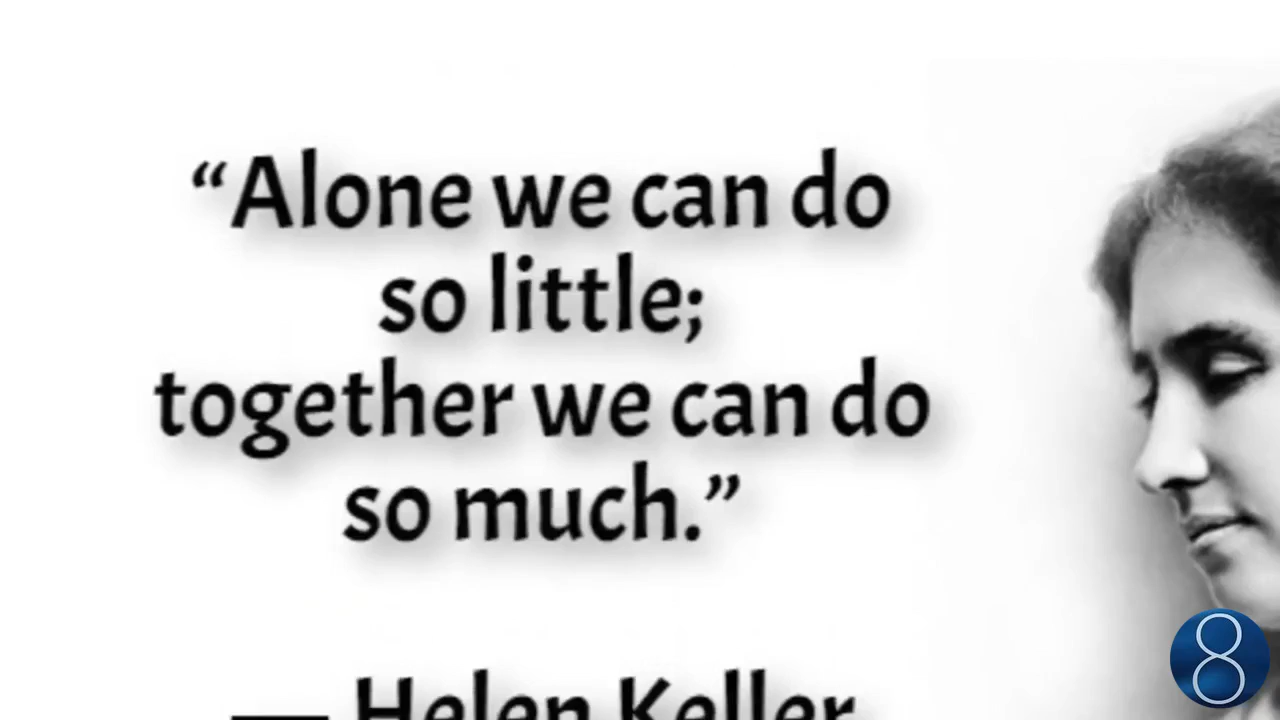 “Alone we can do
so little;
together we can do
so much.”
— Helen Keller
8